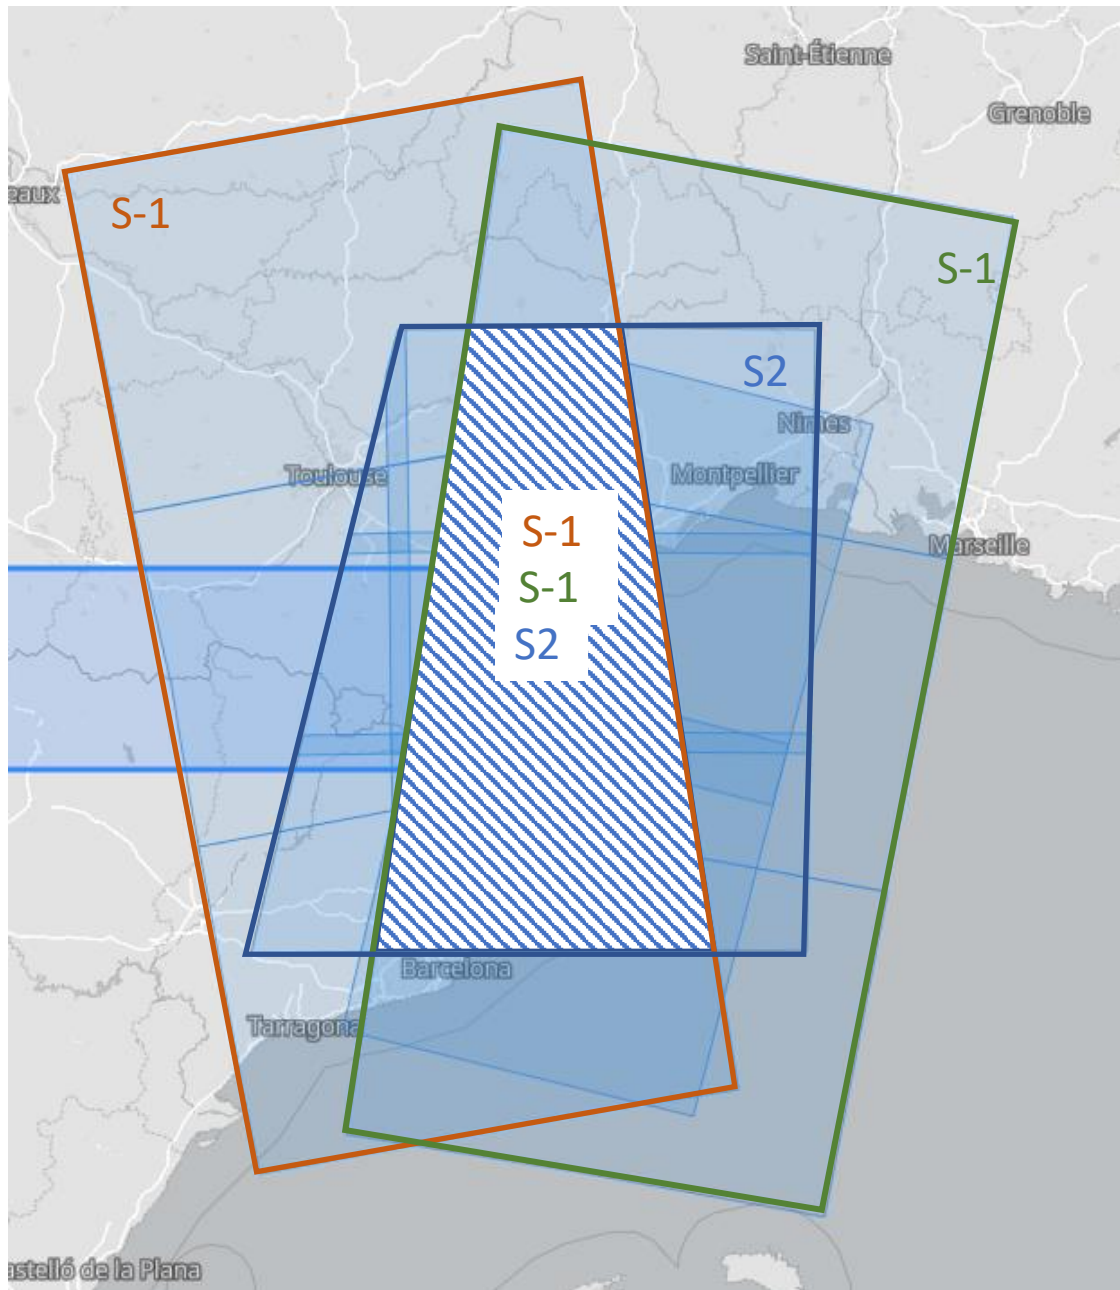 Saint-Étienne
Grenoble
eaux
S-1
S-1
S2
Nimes
Toulouse
Montpellier
S-1
Marseille
S-1
S2
Barcelona
Tarragona
astelló de la Plana